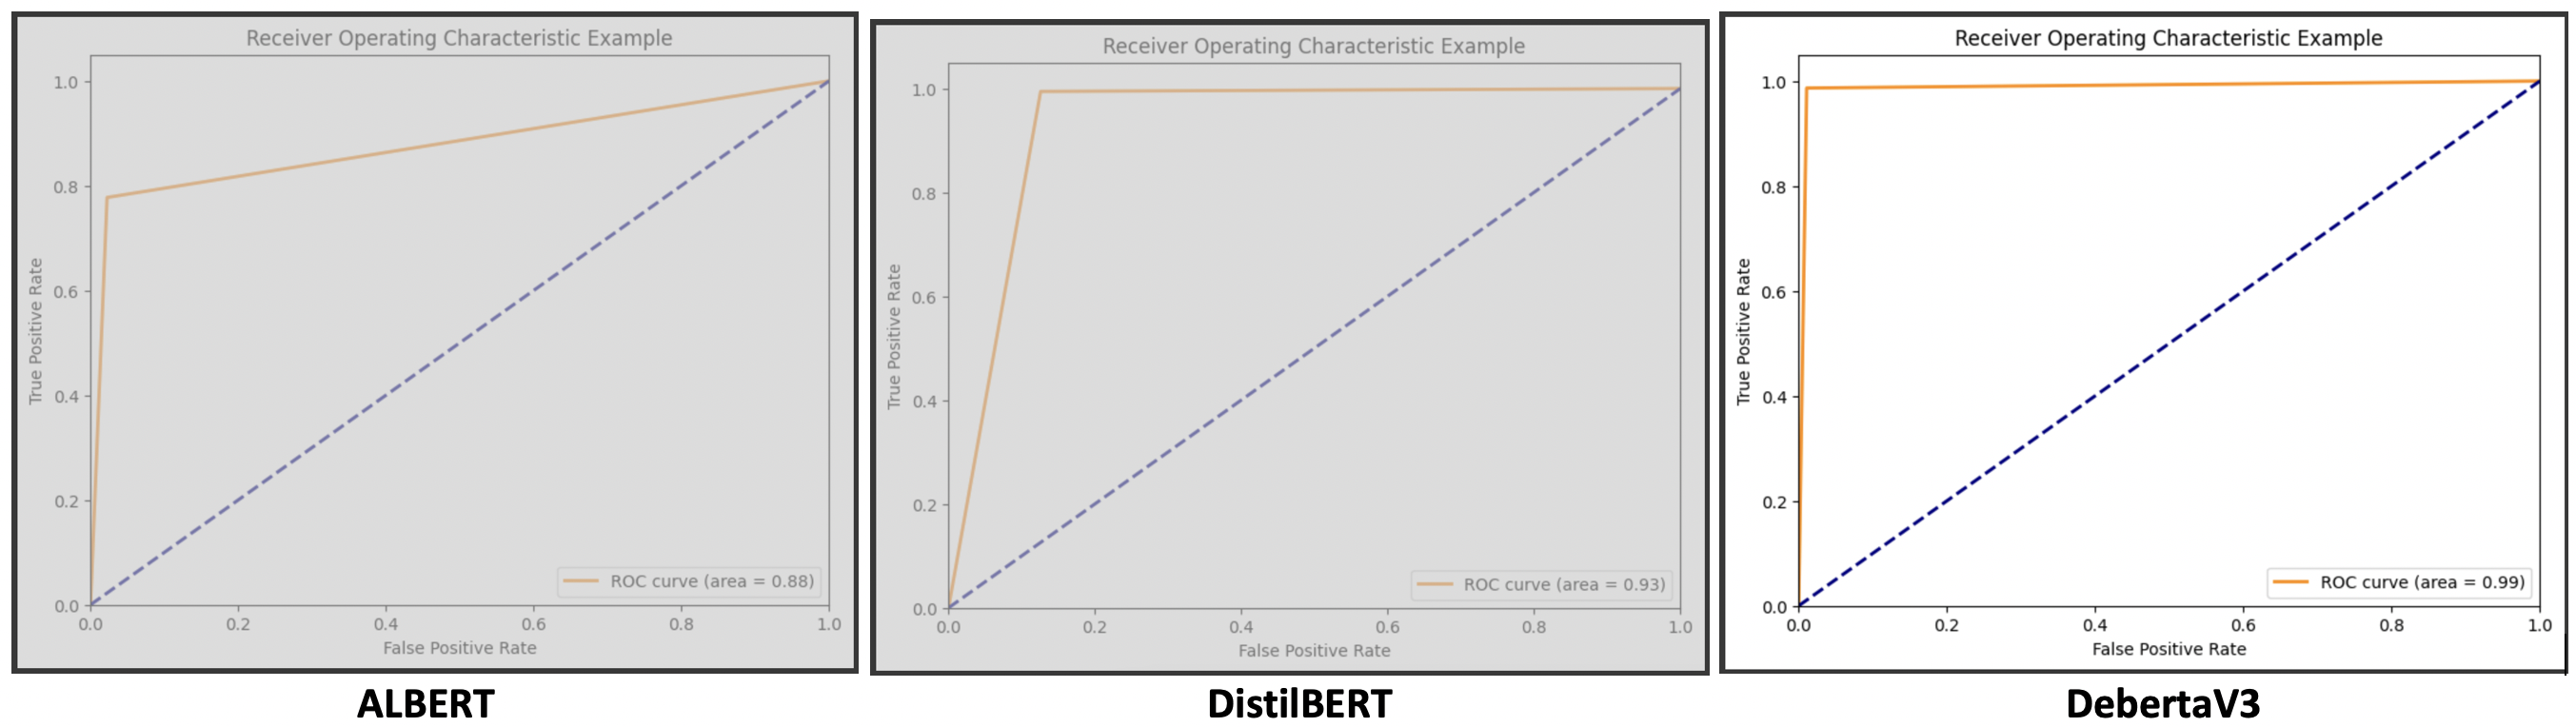 Receiver Operating Characteristic Example
1.0
0.8
0.6
0.4
0.2
0.0
True Positive Rate
ROC curve (area = 0.88)
0.0 0.2 0.4 0.6 0.8 1.0
False Positive Rate
ALBERT
Receiver Operating Characteristic Example
1.0
0.8
0.6
0.4
0.2
0.0
True Positive Rate
ROC curve (area = 0.93)
0.0 0.2 0.4 0.6 0.8 1.0
False Positive Rate
DistilBERT
Receiver Operating Characteristic Example
1.0
0.8
0.6
0.4
0.2
0.0
True Positive Rate
ROC curve (area = 0.99)
0.0 0.2 0.4 0.6 0.8 1.0
False Positive Rate
DebertaV3